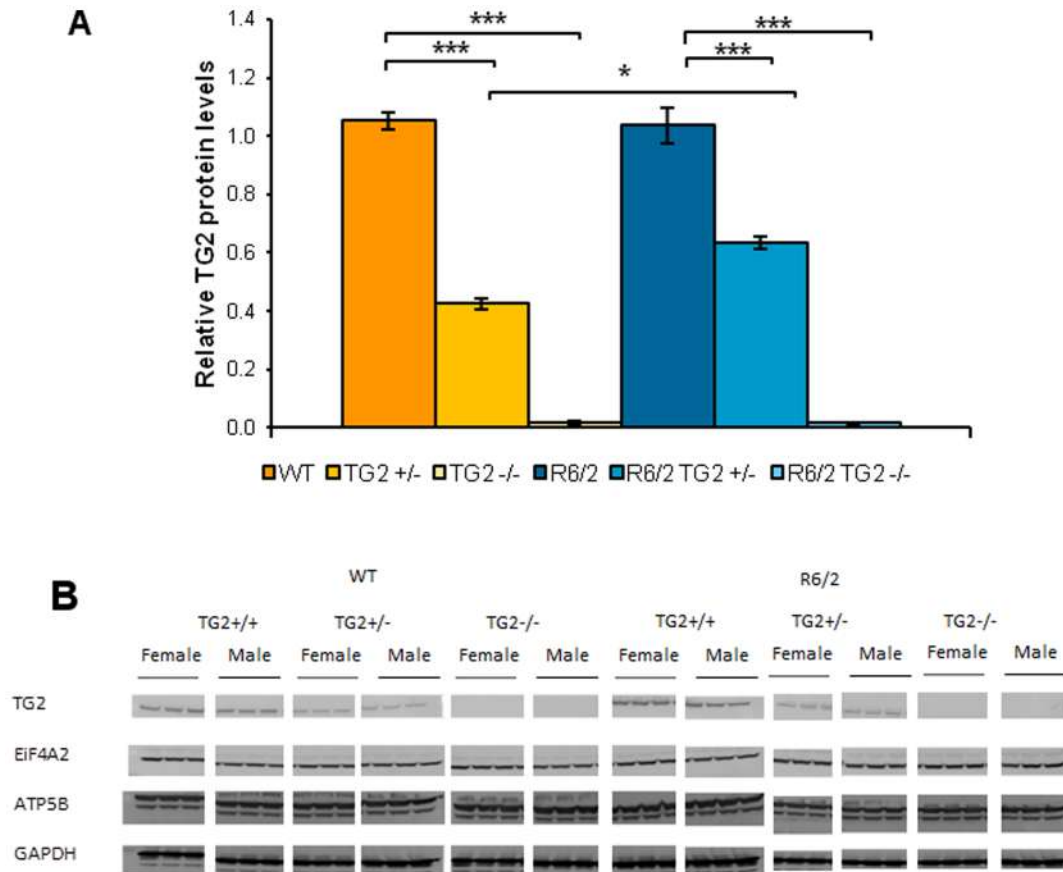 A
1.4
***
***
***
***
*
1.2
1.0
0.8
0.6
0.4
0.2
0.0
Relative TG2 protein levels
WT TG2 +/- TG2 -/- R6/2 R6/2 TG2 +/- R6/2 TG2 -/-
B
WT R6/2
TG2+/+ TG2+/- TG2-/- TG2+/+ TG2+/- TG2-/-
Female Male Female Male Female Male Female Male Female Male Female Male
TG2
EiF4A2
ATP5B
GAPDH